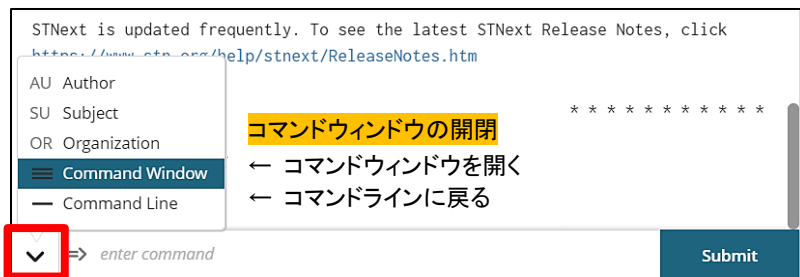 STNext is updated frequently. To see the latest STNext Release Notes, click
https://www.stn.org/help/stnext/ReleaseNotes.htm
AU Author
SU Subject
OR Organization
Command Window
Command Line
* * * * * * * * * * *
コマンドウィンドウの開閉
← コマンドウィンドウを開く
← コマンドラインに戻る
=> enter command
Submit